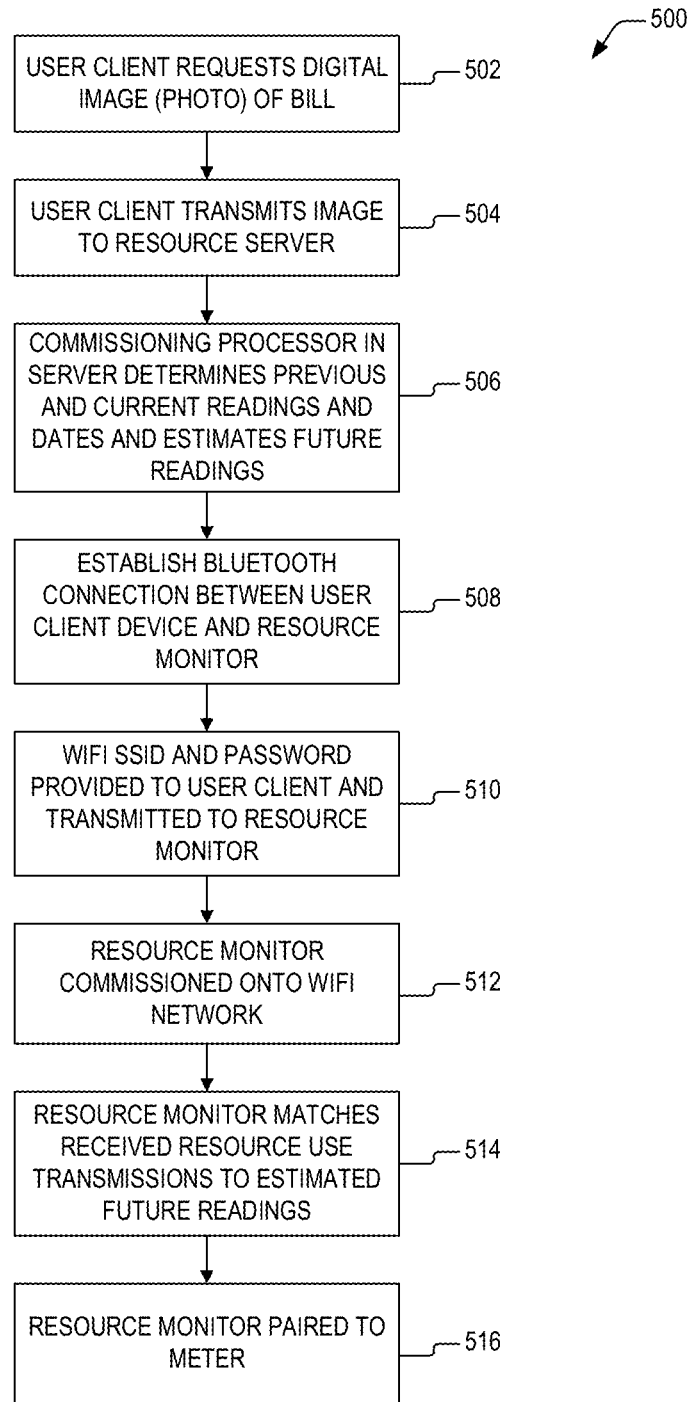 500
USER CLIENT REQUESTS DIGITAL
IMAGE (PHOTO) OF BILL
502
USER CLIENT TRANSMITS IMAGE
TO RESOURCE SERVER
504
COMMISSIONING PROCESSOR IN
SERVER DETERMINES PREVIOUS
AND CURRENT READINGS AND
DATES AND ESTIMATES FUTURE
READINGS
506
ESTABLISH BLUETOOTH
CONNECTION BETWEEN USER
CLIENT DEVICE AND RESOURCE
MONITOR
508
WIFI SSID AND PASSWORD
PROVIDED TO USER CLIENT AND
TRANSMITTED TO RESOURCE
MONITOR
510
RESOURCE MONITOR
COMMISSIONED ONTO WIFI
NETWORK
512
RESOURCE MONITOR MATCHES
RECEIVED RESOURCE USE
TRANSMISSIONS TO ESTIMATED
FUTURE READINGS
514
RESOURCE MONITOR PAIRED TO
METER
516